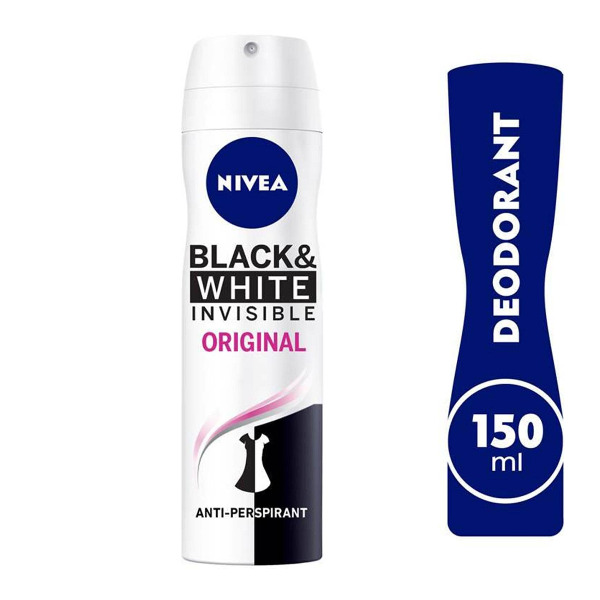 NIVEA
BLACK&
WHITE
INVISIBLE
ORIGINAL
ANTI-PERSPIRANT
DEODORANT
150
ml